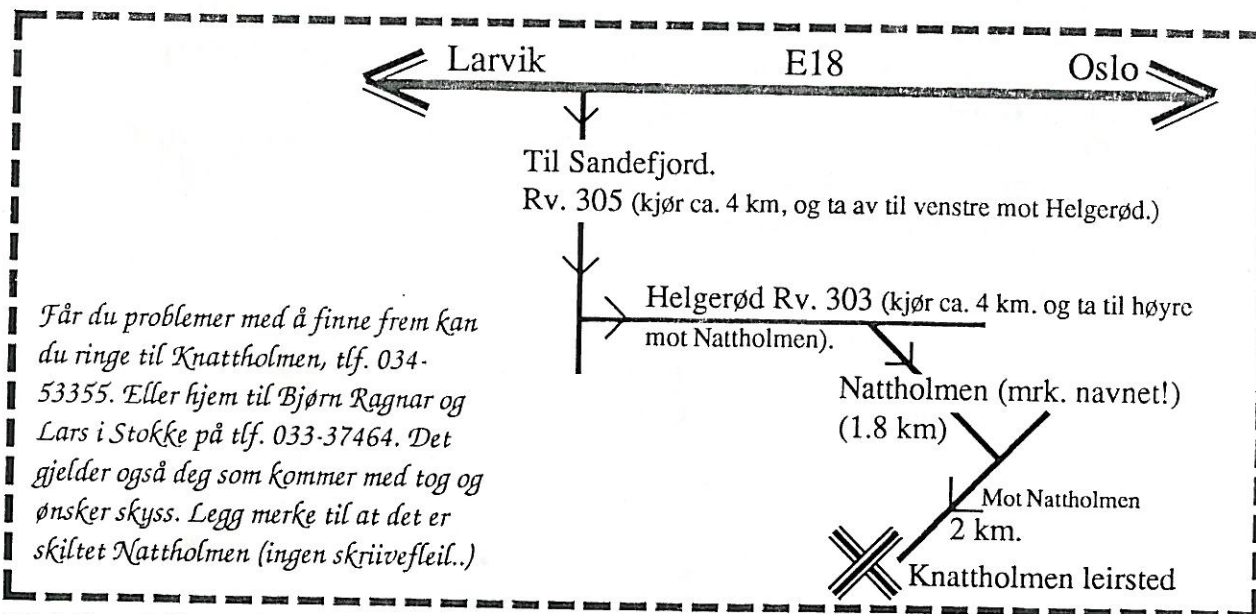 Larvik E18 Oslo
Til Sandefjord.
Rv. 305 (kjør ca. 4 km, og ta av til venstre mot Helgerød.)
Helgerød Rv. 303 (kjør ca. 4 km. og ta til høyre
mot Nattholmen).
Nattholmen (mrk. navnet!)
(1.8 km)
Mot Nattholmen
2 km.
Knattholmen leirsted
Får du problemer med å finne frem kan
du ringe til Knattholmen, tlf. 034-
53355. Eller hjem til Bjørn Ragnar og
Lars i Stokke på tlf. 033-37464. Det
gjelder også deg som kommer med tog og
ønsker skyss. Legg merke til at det er
skiltet Nattholmen (ingen skriivefleil..)